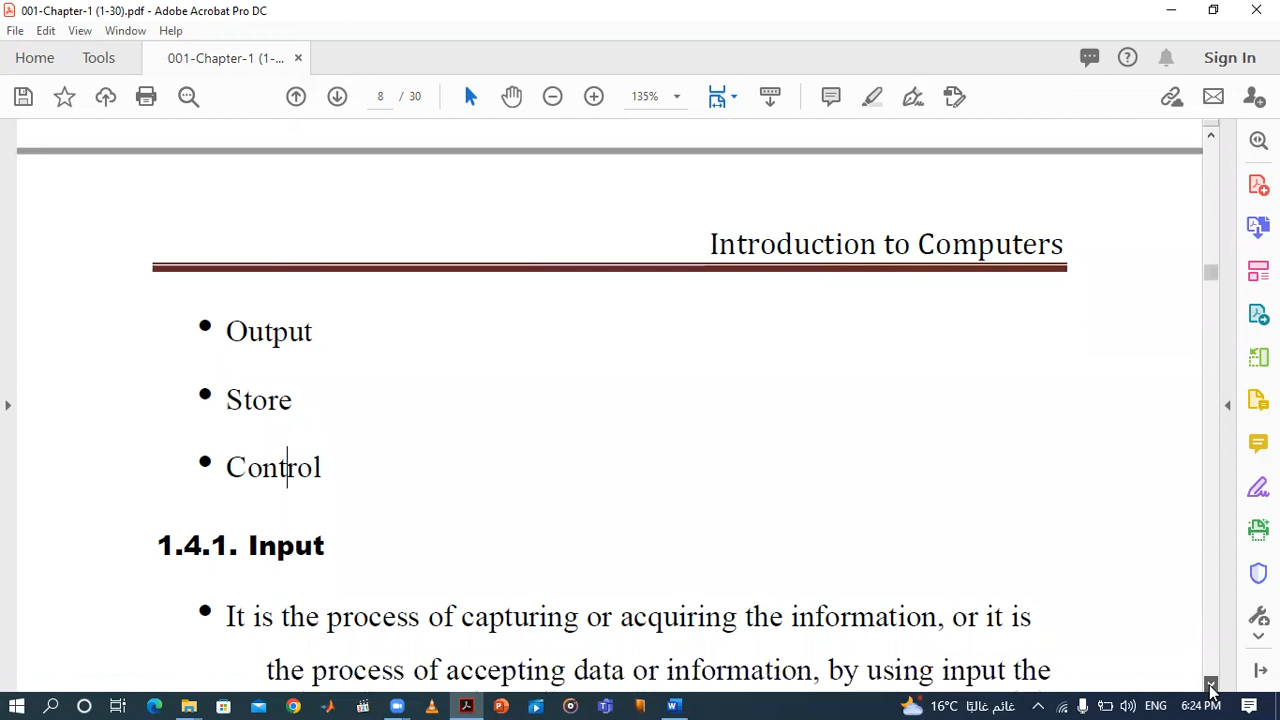 001-Chapter-1 (1-30).pdf - Adobe Acrobat Pro DC
File Edit View Window Help
Home Tools 001-Chapter-1 (1-... × Sign In
8 / 30 135%
Introduction to Computers
• Output
• Store
• Control
1.4.1. Input
• It is the process of capturing or acquiring the information, or it is
the process of accepting data or information, by using input the
16°C غائم غالبًا ENG 6:24 PM